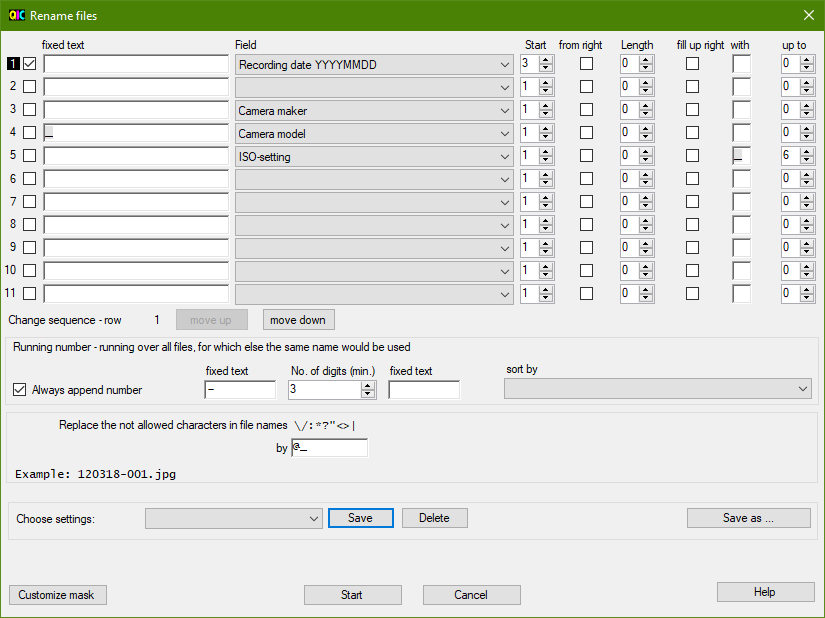 QIC Rename files
fixed text Field Start from right Length fill up right with up to
1 Recording date YYYYMMDD 3 0 0
2 1 0 0
3 Camera maker 1 0 0
4 _ Camera model 1 0 0
5 ISO-setting 1 0 _ 6
6 1 0 0
7 1 0 0
8 1 0 0
9 1 0 0
10 1 0 0
11 1 0 0
Change sequence - row 1 move up move down
Running number - running over all files, for which else the same name would be used
fixed text No. of digits (min.) fixed text sort by
Always append number - 3
Replace the not allowed characters in file names \/:*?"<>|
by @_
Example: 120318-001.jpg
Choose settings: Save Delete Save as ...
Customize mask Start Cancel Help